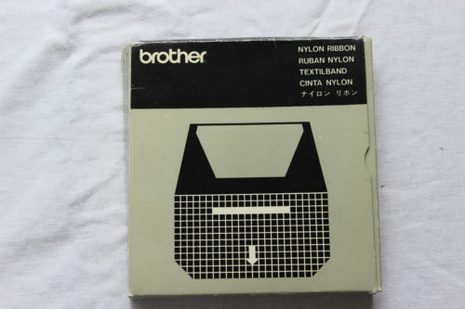 brother
NYLON RIBBON
RUBAN NYLON
TEXTILBAND
CINTA NYLON
ナイロン リボン